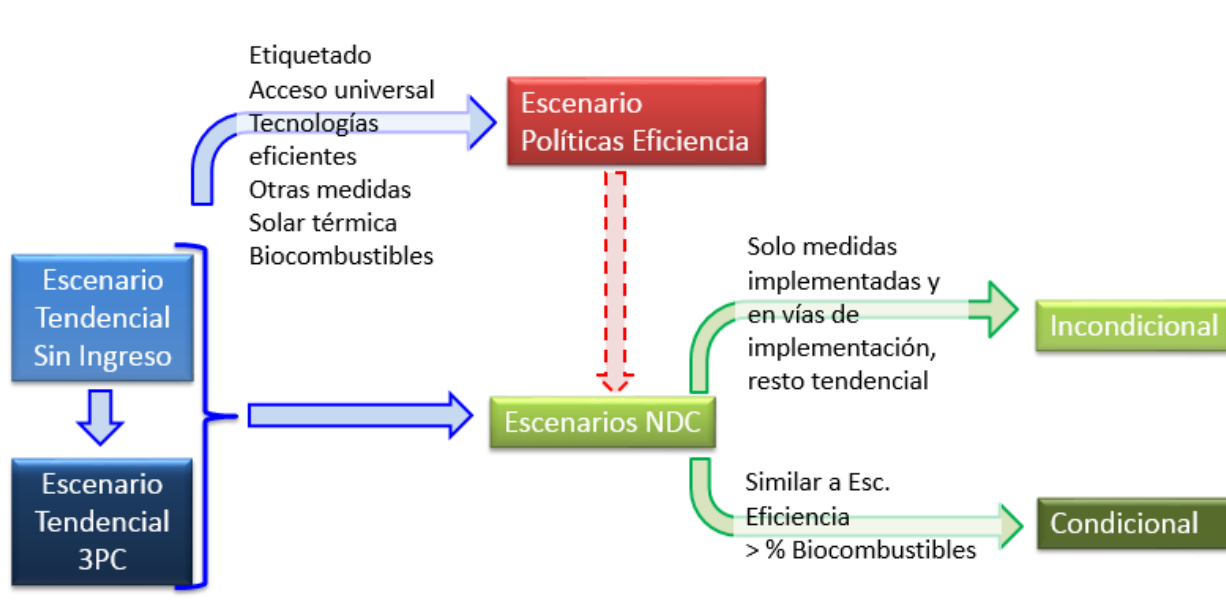 Etiquetado
Acceso universal
Tecnologías
eficientes
Otras medidas
Solar térmica
Biocombustibles
Escenario
Políticas Eficiencia
Escenario
Tendencial
Sin Ingreso
Escenario
Tendencial
3PC
Escenarios NDC
Solo medidas
implementadas y
en vías de
implementación,
resto tendencial
Incondicional
Similar a Esc.
Eficiencia
> % Biocombustibles
Condicional